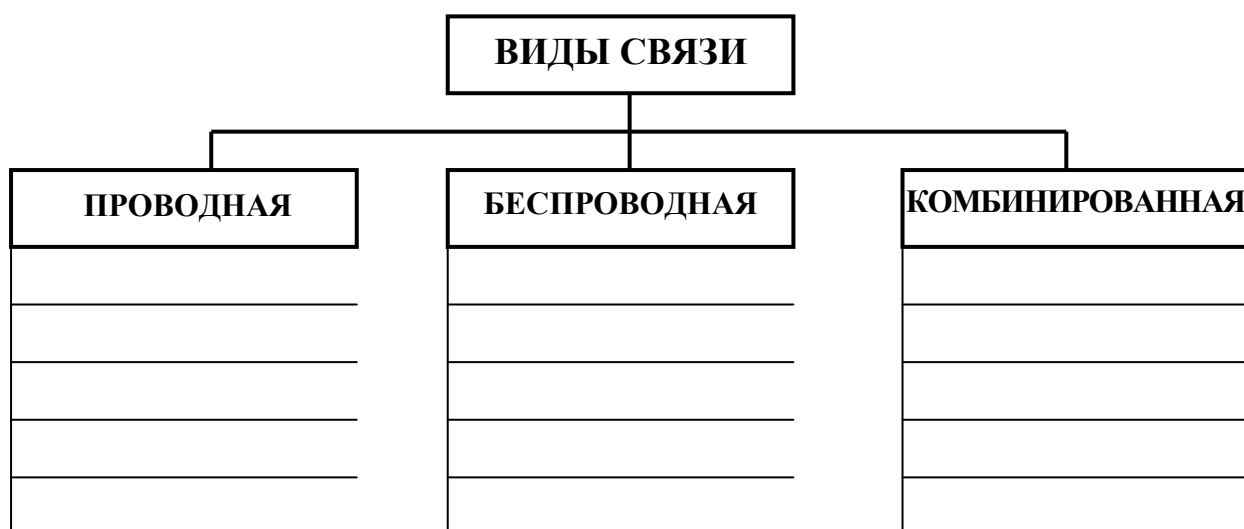 ВИДЫ СВЯЗИ
ПРОВОДНАЯ
БЕСПРОВОДНАЯ
КОМБИНИРОВАННАЯ